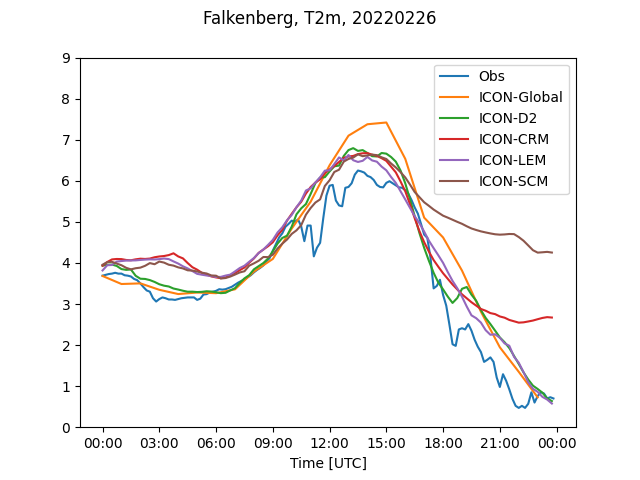 Falkenberg, T2m, 20220226
9
8
7
6
5
4
3
2
1
0
Obs
ICON-Global
ICON-D2
ICON-CRM
ICON-LEM
ICON-SCM
00:00 03:00 06:00 09:00 12:00 15:00 18:00 21:00 00:00
Time [UTC]